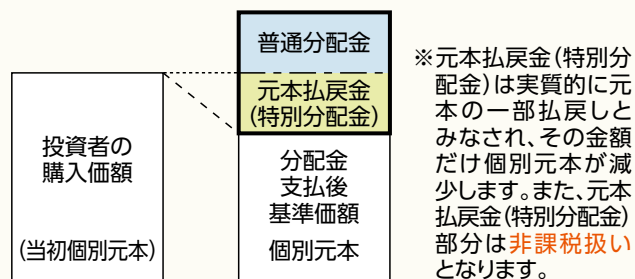 投資者の
購入価額
(当初個別元本)
普通分配金
元本払戻金
(特別分配金)
分配金
支払後
基準価額
個別元本
※元本払戻金(特別分
配金)は実質的に元
本の一部払戻しと
みなされ、その金額
だけ個別元本が減
少します。また、元本
払戻金(特別分配金)
部分は非課税扱い
となります。